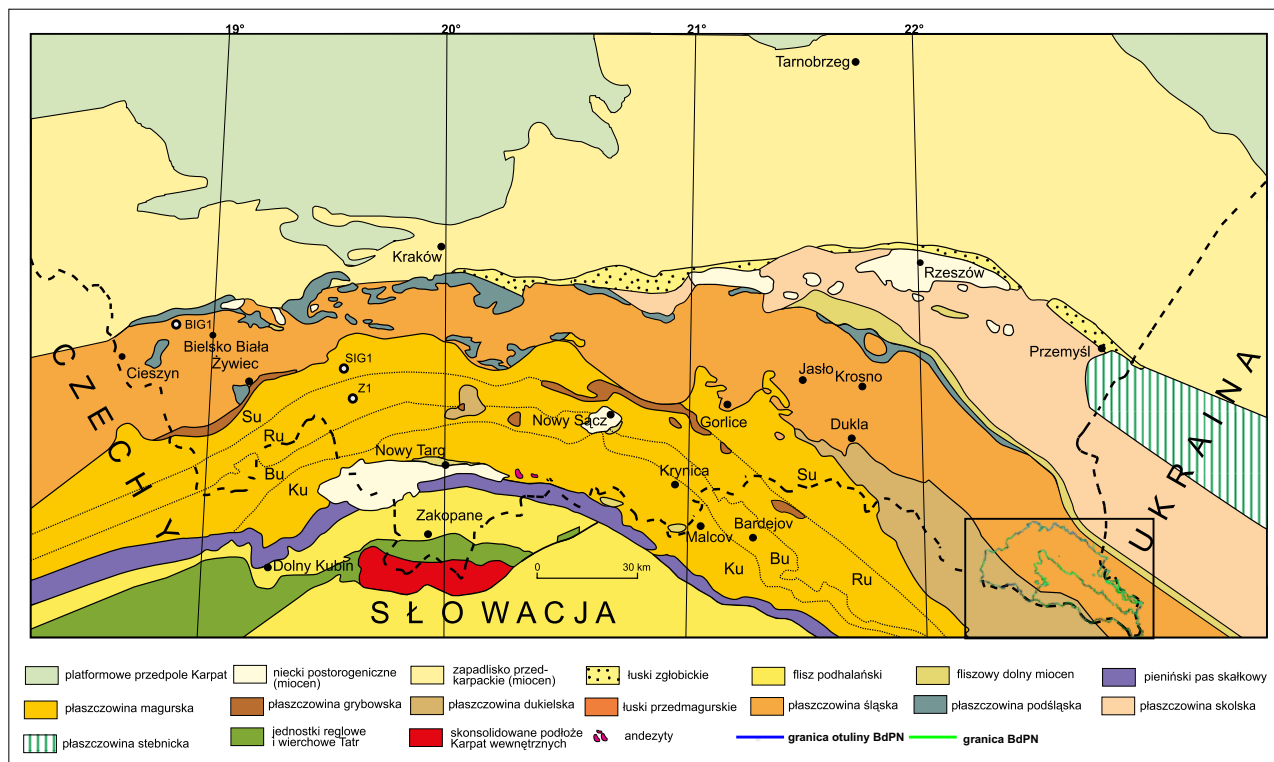 19° 20° 21° 22°
Tarnobrzeg
Kraków
Rzeszów
BIG1
Bielsko Biała
Przemyśl
Cieszyn
Żywiec
SIG1
Z1
Jasło
Krosno
CZECHY
UKRAINA
Su
Nowy Sącz
Gorlice
Dukla
Ru
Nowy Targ
Bu
Krynica
Su
Ku
Zakopane
Malcov
Bardejov
Dolny Kubiń
Ku
Bu
Ru
0 30 km
SŁOWACJA
platformowe przedpole Karpat
niecki postorogeniczne
(miocen)
zapadlisko przed-
karpackie (miocen)
łuski zgłobickie
flisz podhalański
fliszowy dolny miocen
pieniński pas skałkowy
płaszczowina magurska
płaszczowina grybowska
płaszczowina dukielska
łuski przedmagurskie
płaszczowina śląska
płaszczowina podśląska
płaszczowina skolska
płaszczowina stebnicka
jednostki reglowe
i wierchowe Tatr
skonsolidowane podłoże
Karpat wewnętrznych
andezyty
granica otuliny BdPN
granica BdPN